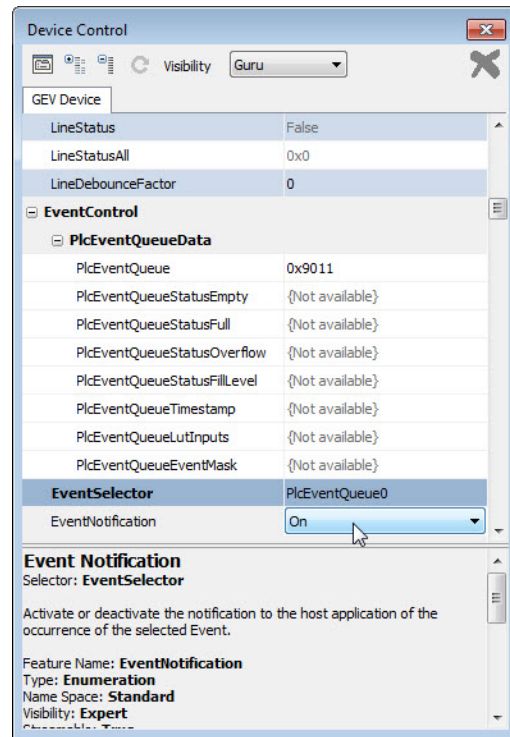 Device Control
Visibility Guru
GEV Device
LineStatus False
LineStatusAll 0x0
LineDebounceFactor 0
EventControl
PlcEventQueueData
PlcEventQueue 0x9011
PlcEventQueueStatusEmpty {Not available}
PlcEventQueueStatusFull {Not available}
PlcEventQueueStatusOverflow {Not available}
PlcEventQueueStatusFillLevel {Not available}
PlcEventQueueTimestamp {Not available}
PlcEventQueueLutInputs {Not available}
PlcEventQueueEventMask {Not available}
EventSelector PlcEventQueue0
EventNotification On
Event Notification
Selector: EventSelector
Activate or deactivate the notification to the host application of the
occurrence of the selected Event.
Feature Name: EventNotification
Type: Enumeration
Name Space: Standard
Visibility: Expert